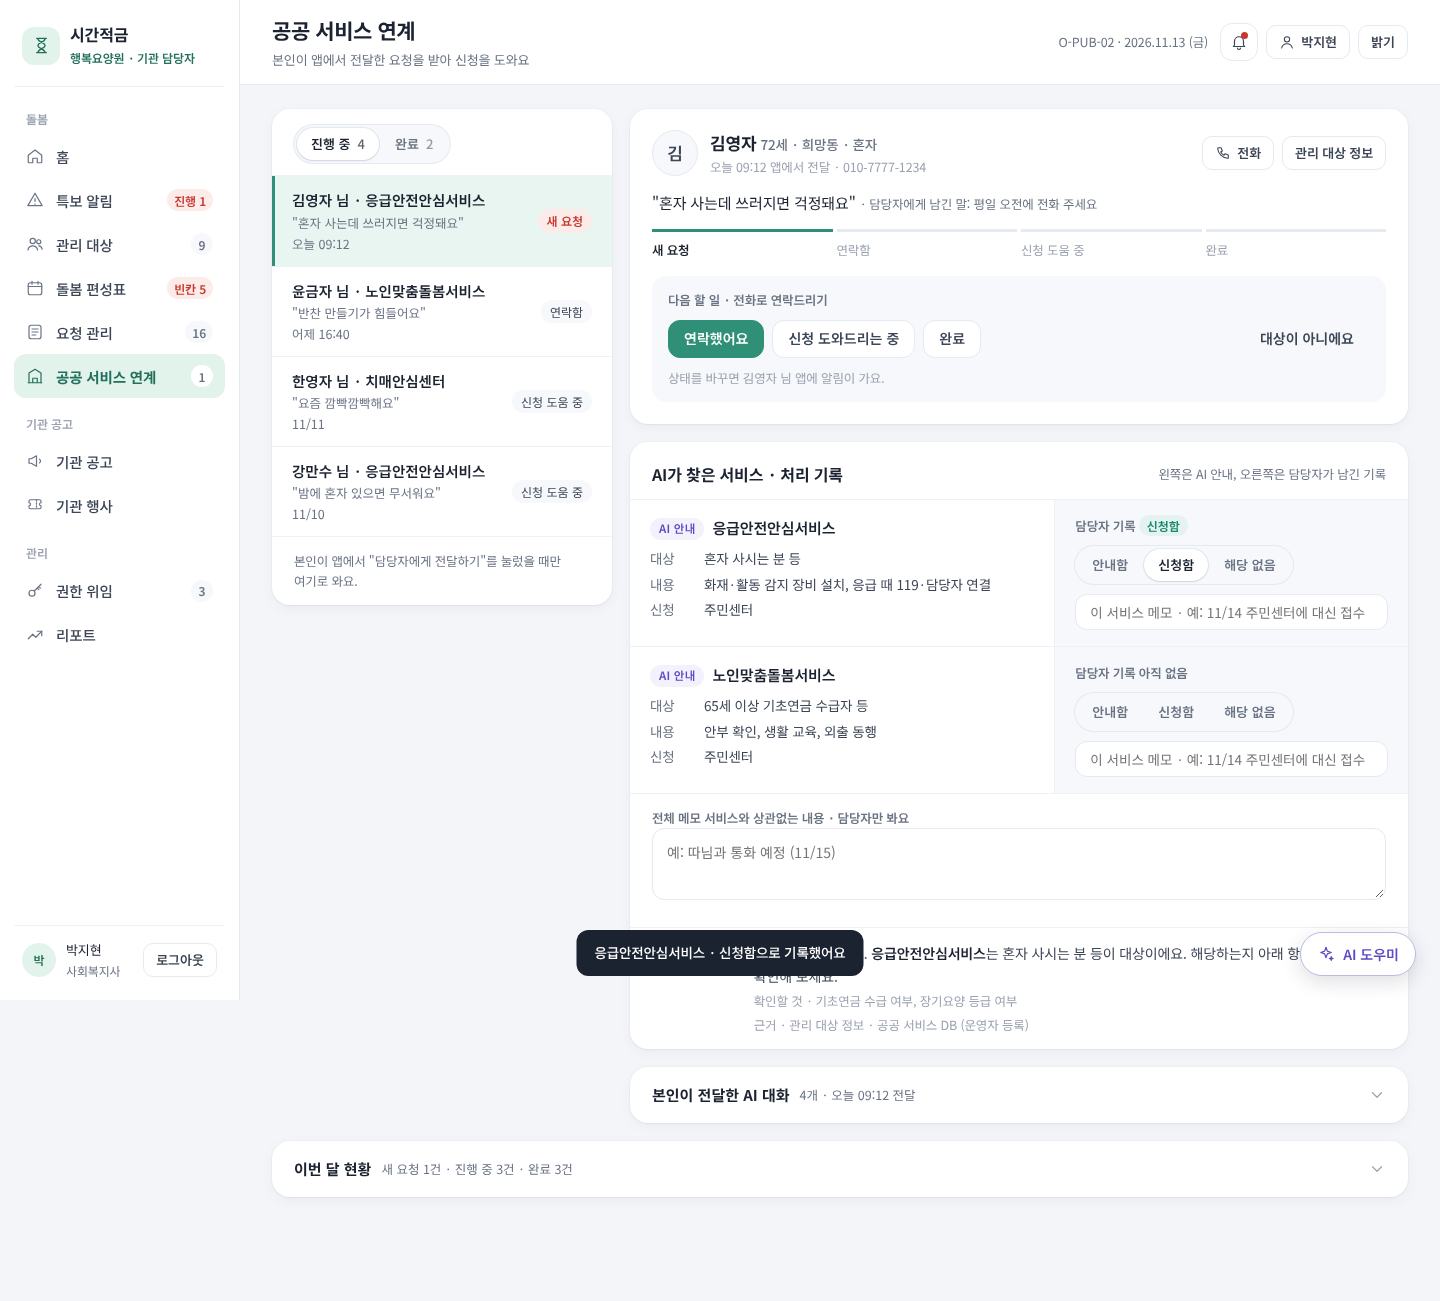 시간적금
행복요양원 · 기관 담당자
돌봄
홈
특보 알림 진행 1
관리 대상 9
돌봄 편성표 빈칸 5
요청 관리 16
공공 서비스 연계 1
기관 공고
기관 공고
기관 행사
관리
권한 위임 3
리포트
박 박지현
사회복지사
로그아웃
공공 서비스 연계
본인이 앱에서 전달한 요청을 받아 신청을 도와요
O-PUB-02 · 2026.11.13 (금)
박지현
밝기
진행 중 4 완료 2
김영자 님 · 응급안전안심서비스
"혼자 사는데 쓰러지면 걱정돼요"
오늘 09:12
새 요청
윤금자 님 · 노인맞춤돌봄서비스
"반찬 만들기가 힘들어요"
어제 16:40
연락함
한영자 님 · 치매안심센터
"요즘 깜빡깜빡해요"
11/11
신청 도움 중
강만수 님 · 응급안전안심서비스
"밤에 혼자 있으면 무서워요"
11/10
신청 도움 중
본인이 앱에서 "담당자에게 전달하기"를 눌렀을 때만
여기로 와요.
김 김영자 72세 · 희망동 · 혼자
오늘 09:12 앱에서 전달 · 010-7777-1234
전화 관리 대상 정보
"혼자 사는데 쓰러지면 걱정돼요" · 담당자에게 남긴 말: 평일 오전에 전화 주세요
새 요청 연락함 신청 도움 중 완료
다음 할 일 · 전화로 연락드리기
연락했어요 신청 도와드리는 중 완료 대상이 아니에요
상태를 바꾸면 김영자 님 앱에 알림이 가요.
AI가 찾은 서비스 · 처리 기록
왼쪽은 AI 안내, 오른쪽은 담당자가 남긴 기록
AI 안내 응급안전안심서비스
대상 혼자 사시는 분 등
내용 화재·활동 감지 장비 설치, 응급 때 119·담당자 연결
신청 주민센터
담당자 기록 신청함
안내함 신청함 해당 없음
이 서비스 메모 · 예: 11/14 주민센터에 대신 접수
AI 안내 노인맞춤돌봄서비스
대상 65세 이상 기초연금 수급자 등
내용 안부 확인, 생활 교육, 외출 동행
신청 주민센터
담당자 기록 아직 없음
안내함 신청함 해당 없음
이 서비스 메모 · 예: 11/14 주민센터에 대신 접수
전체 메모 서비스와 상관없는 내용 · 담당자만 봐요
예: 따님과 통화 예정 (11/15)
응급안전안심서비스 · 신청함으로 기록했어요
. 응급안전안심서비스는 혼자 사시는 분 등이 대상이에요. 해당하는지 아래 항
확인해 보세요.
확인할 것 · 기초연금 수급 여부, 장기요양 등급 여부
근거 · 관리 대상 정보 · 공공 서비스 DB (운영자 등록)
AI 도우미
본인이 전달한 AI 대화 4개 · 오늘 09:12 전달
이번 달 현황 새 요청 1건 · 진행 중 3건 · 완료 3건